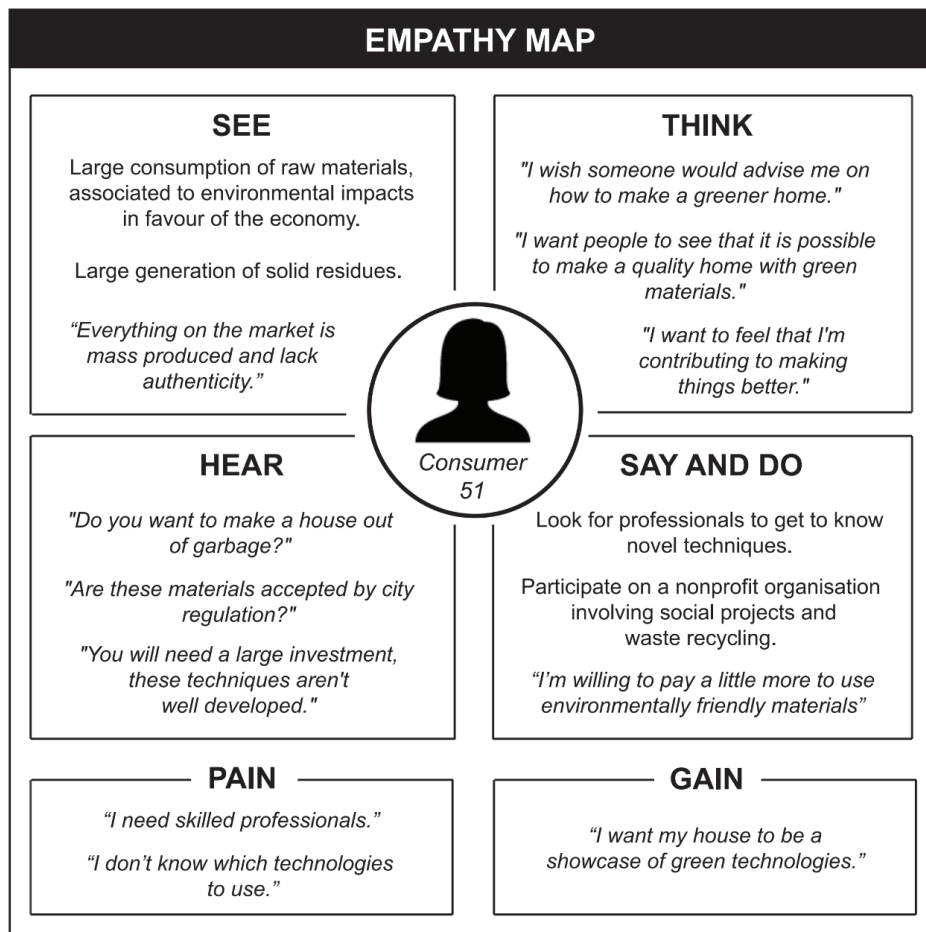 EMPATHY MAP
SEE
Large consumption of raw materials,
associated to environmental impacts
in favour of the economy.
Large generation of solid residues.
“Everything on the market is
mass produced and lack
authenticity.”
THINK
"I wish someone would advise me on
how to make a greener home."
"I want people to see that it is possible
to make a quality home with green
materials."
"I want to feel that I'm
contributing to making
things better."
Consumer
51
HEAR
"Do you want to make a house out
of garbage?"
"Are these materials accepted by city
regulation?"
"You will need a large investment,
these techniques aren't
well developed."
SAY AND DO
Look for professionals to get to know
novel techniques.
Participate on a nonprofit organisation
involving social projects and
waste recycling.
“I’m willing to pay a little more to use
environmentally friendly materials”
PAIN
“I need skilled professionals.”
“I don’t know which technologies
to use.”
GAIN
“I want my house to be a
showcase of green technologies.”